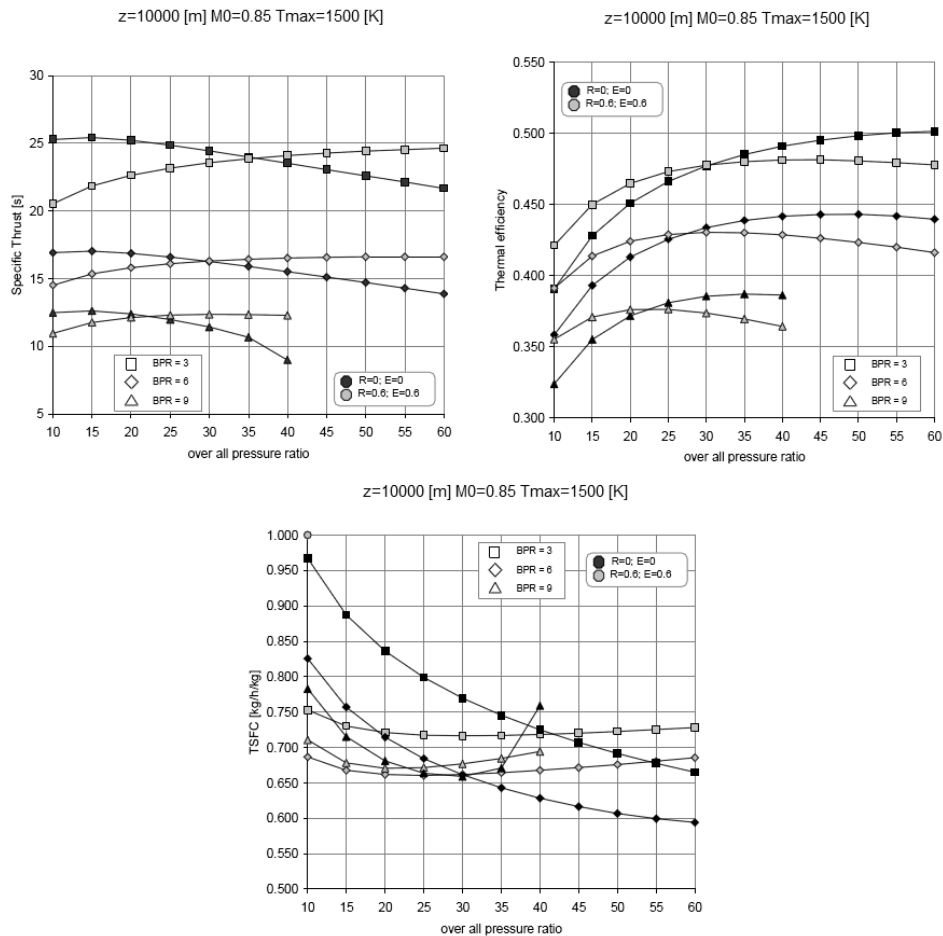 z=10000 [m] M0=0.85 Tmax=1500 [K]
Specific Thrust [s]
30
25
20
15
10
5
BPR = 3
BPR = 6
BPR = 9
R=0; E=0
R=0.6; E=0.6
10 15 20 25 30 35 40 45 50 55 60
over all pressure ratio
z=10000 [m] M0=0.85 Tmax=1500 [K]
Thermal efficiency
0.550
0.500
0.450
0.400
0.350
0.300
R=0; E=0
R=0.6; E=0.6
BPR = 3
BPR = 6
BPR = 9
10 15 20 25 30 35 40 45 50 55 60
over all pressure ratio
z=10000 [m] M0=0.85 Tmax=1500 [K]
TSFC [kg/h/kg]
1.000
0.950
0.900
0.850
0.800
0.750
0.700
0.650
0.600
0.550
0.500
BPR = 3
BPR = 6
BPR = 9
R=0; E=0
R=0.6; E=0.6
10 15 20 25 30 35 40 45 50 55 60
over all pressure ratio